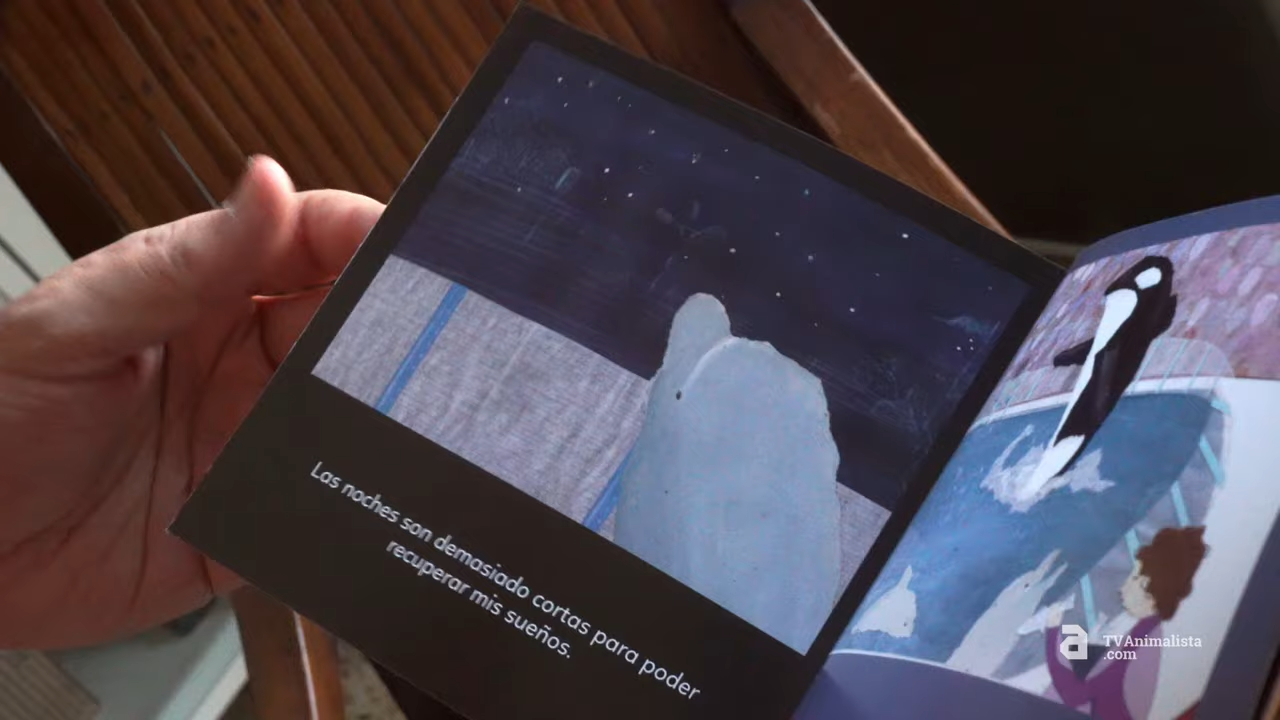 Las noches son demasiado cortas para poder
recuperar mis sueños.
a TVAnimalista
.com